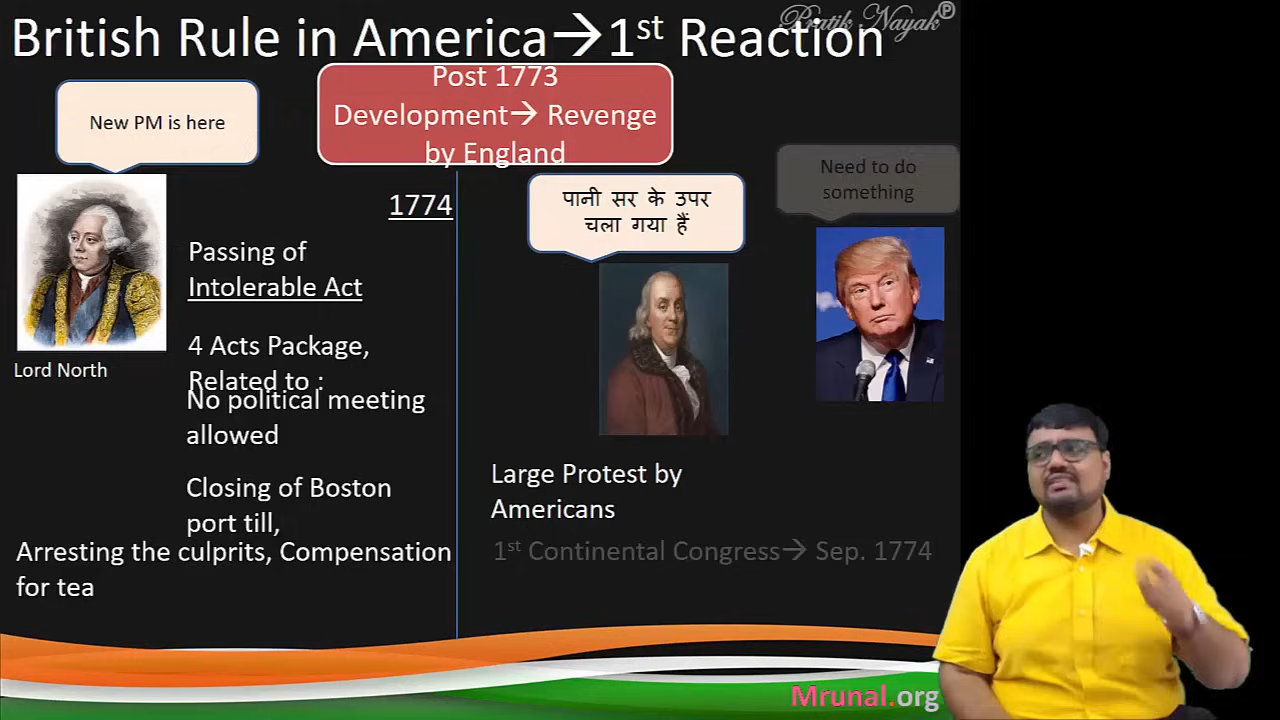 Pratik Nayak
British Rule in America→1st Reaction
Post 1773
Development→ Revenge
by England
New PM is here
Lord North
1774
Passing of
Intolerable Act
4 Acts Package,
Related to :
No political meeting
allowed
Closing of Boston
port till,
Arresting the culprits, Compensation
for tea
पानी सर के उपर
चला गया हैं
Need to do
something
Large Protest by
Americans
1st Continental Congress→ Sep. 1774
Mrunal.org